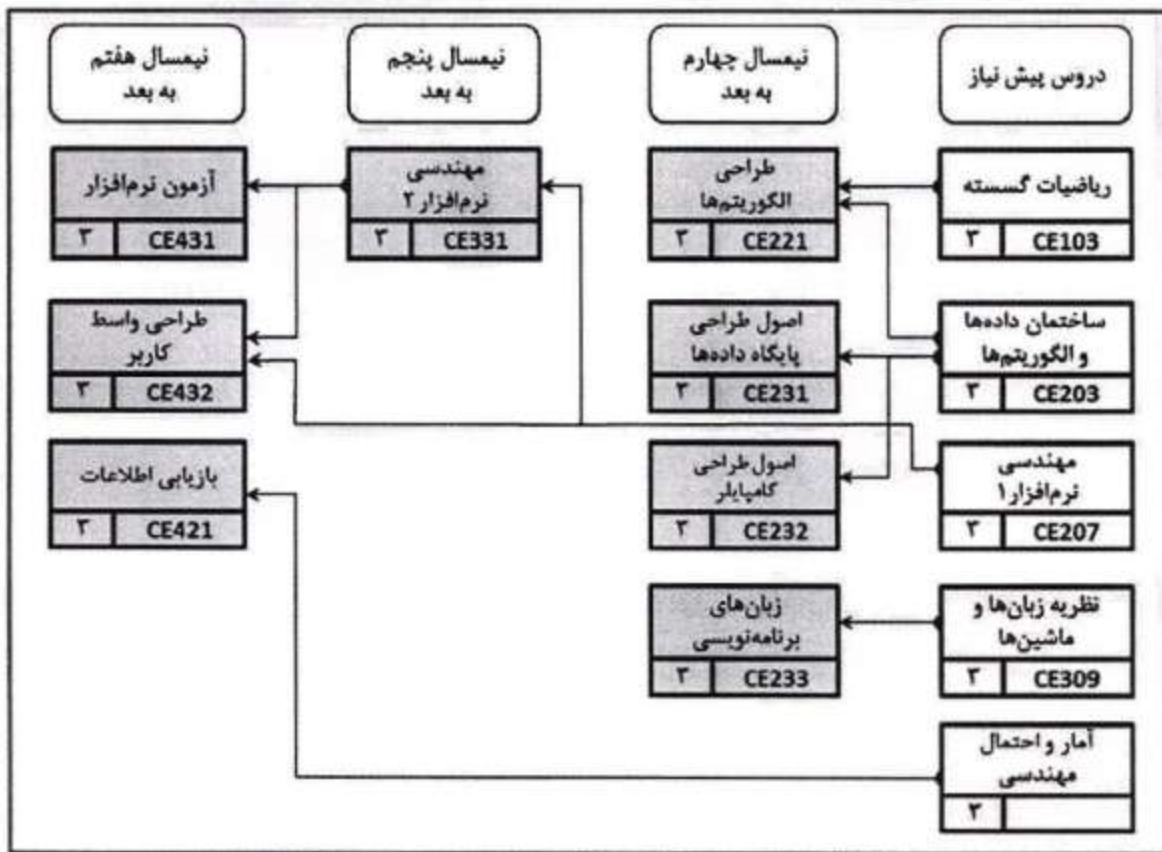 دروس پیش نیاز
نیمسال چهارم
به بعد
نیمسال پنجم
به بعد
نیمسال هفتم
به بعد
ریاضیات گسسته
۳ CE103
طراحی
الگوریتم‌ها
۳ CE221
مهندسی
نرم‌افزار ۲
۳ CE331
آزمون نرم‌افزار
۳ CE431
ساختمان داده‌ها
و الگوریتم‌ها
۳ CE203
اصول طراحی
پایگاه داده‌ها
۳ CE231
طراحی واسط
کاربر
۳ CE432
مهندسی
نرم‌افزار ۱
۳ CE207
اصول طراحی
کامپایلر
۳ CE232
بازیابی اطلاعات
۳ CE421
نظریه زبان‌ها و
ماشین‌ها
۳ CE309
زبان‌های
برنامه‌نویسی
۳ CE233
آمار و احتمال
مهندسی
۳